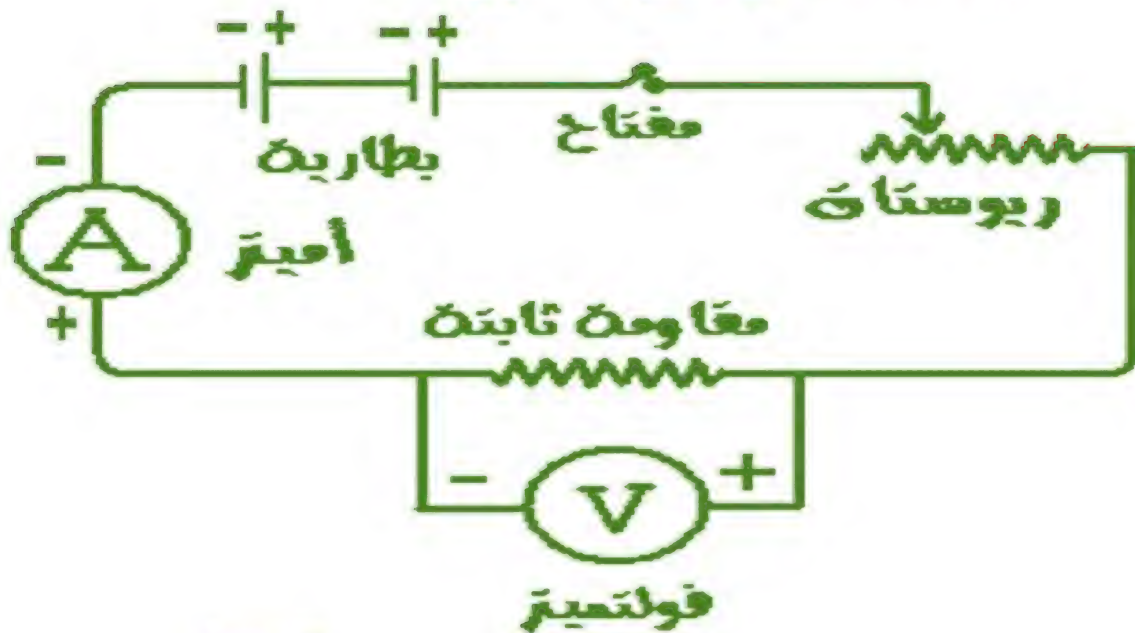 - + - +
مفتاح
بطارية
ريوستات
-
A
أميتر
+
مقاومة ثابتة
- V +
فولتميتر